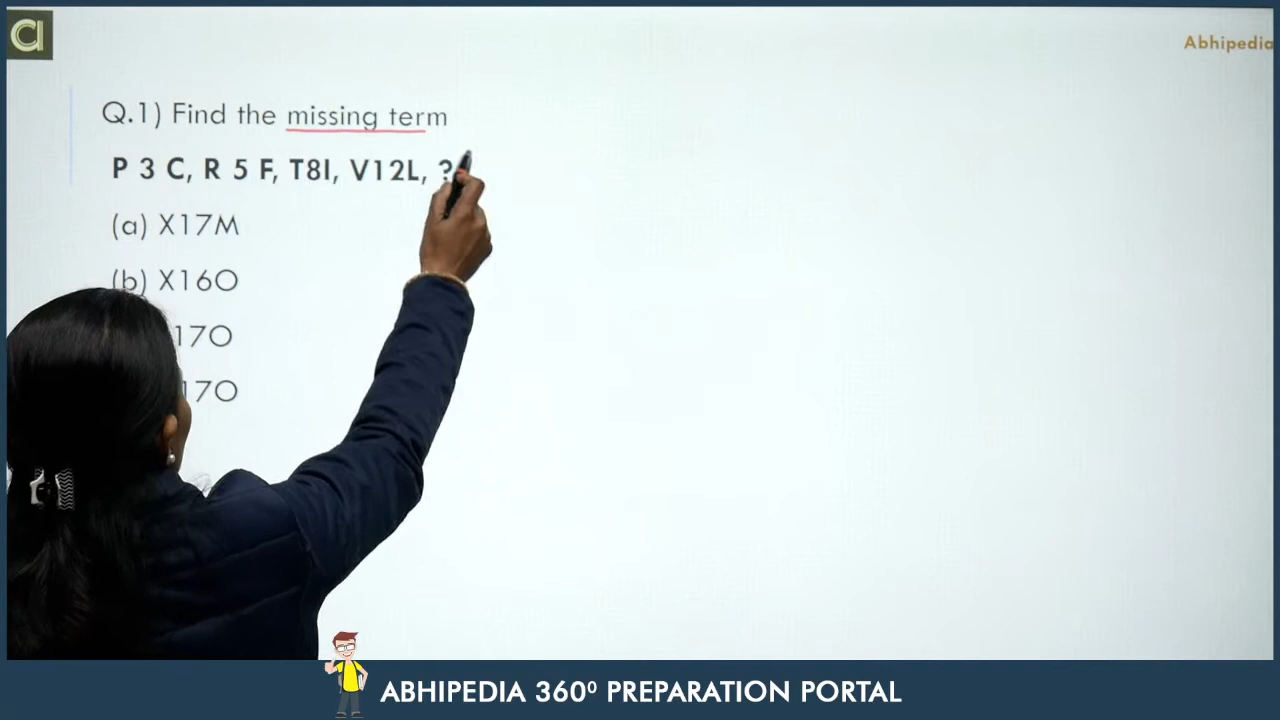 a
Abhipedia
Q.1) Find the missing term
P 3 C, R 5 F, T8I, V12L, ?
(a) X17M
(b) X16O
17O
17O
ABHIPEDIA 360⁰ PREPARATION PORTAL